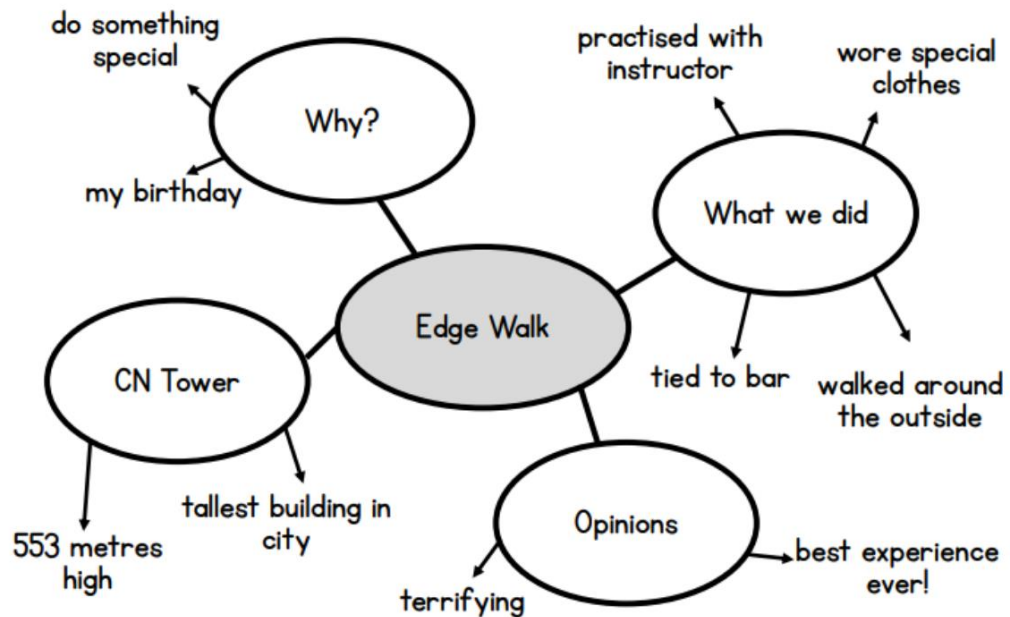 do something
special
Why?
my birthday
practised with
instructor
wore special
clothes
What we did
tied to bar
walked around
the outside
Edge Walk
CN Tower
553 metres
high
tallest building in
city
Opinions
terrifying
best experience
ever!